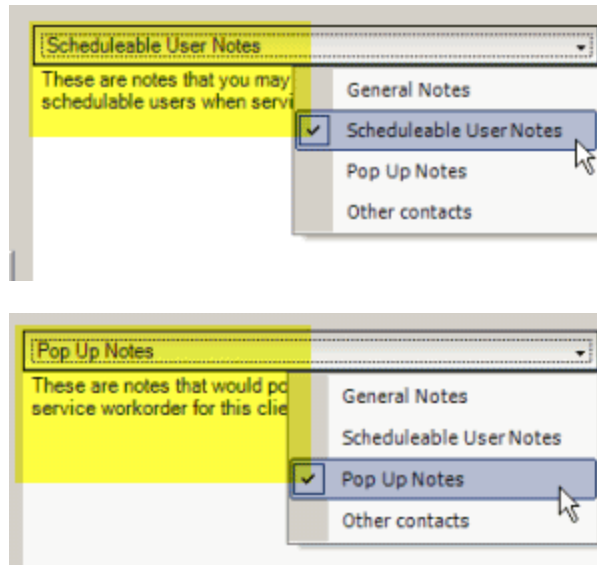 Scheduleable User Notes
These are notes that you may
schedulable users when servi
General Notes
Scheduleable User Notes
Pop Up Notes
Other contacts
Pop Up Notes
These are notes that would
service workorder for this clie
General Notes
Scheduleable User Notes
Pop Up Notes
Other contacts